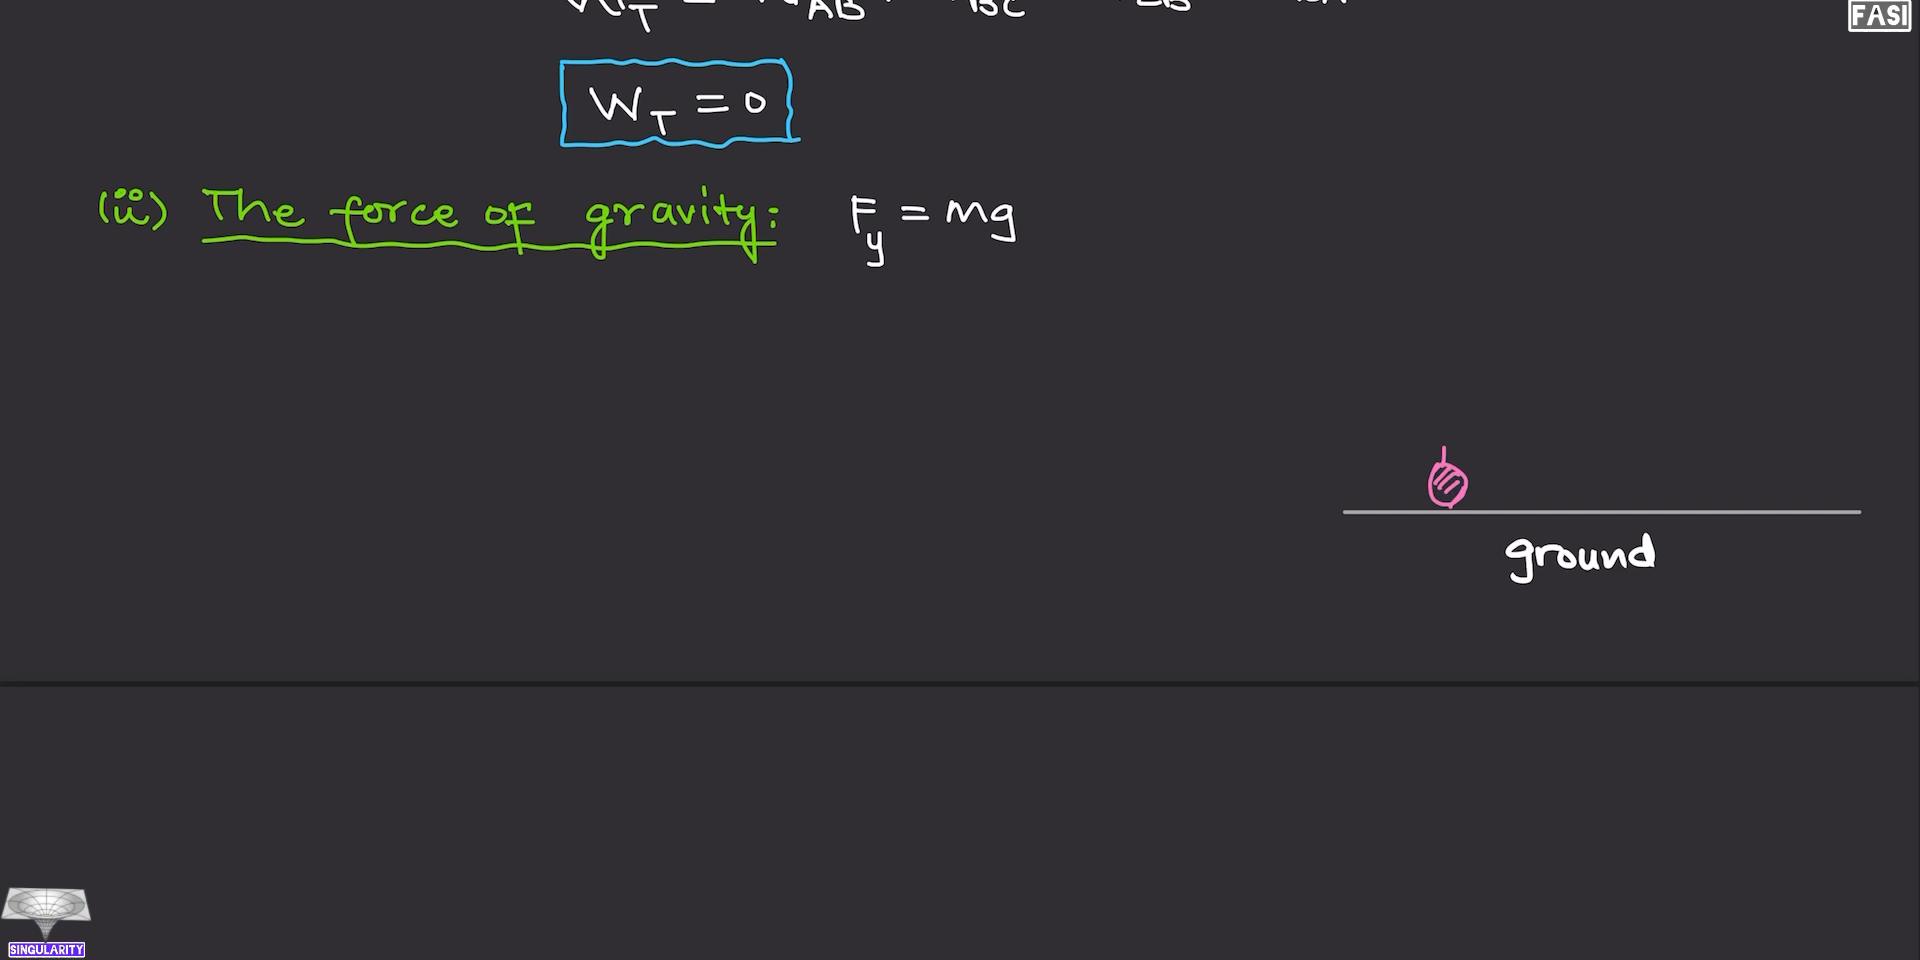 FASI
W_T = 0
(ii) The force of gravity: F_y = mg
ground
SINGULARITY